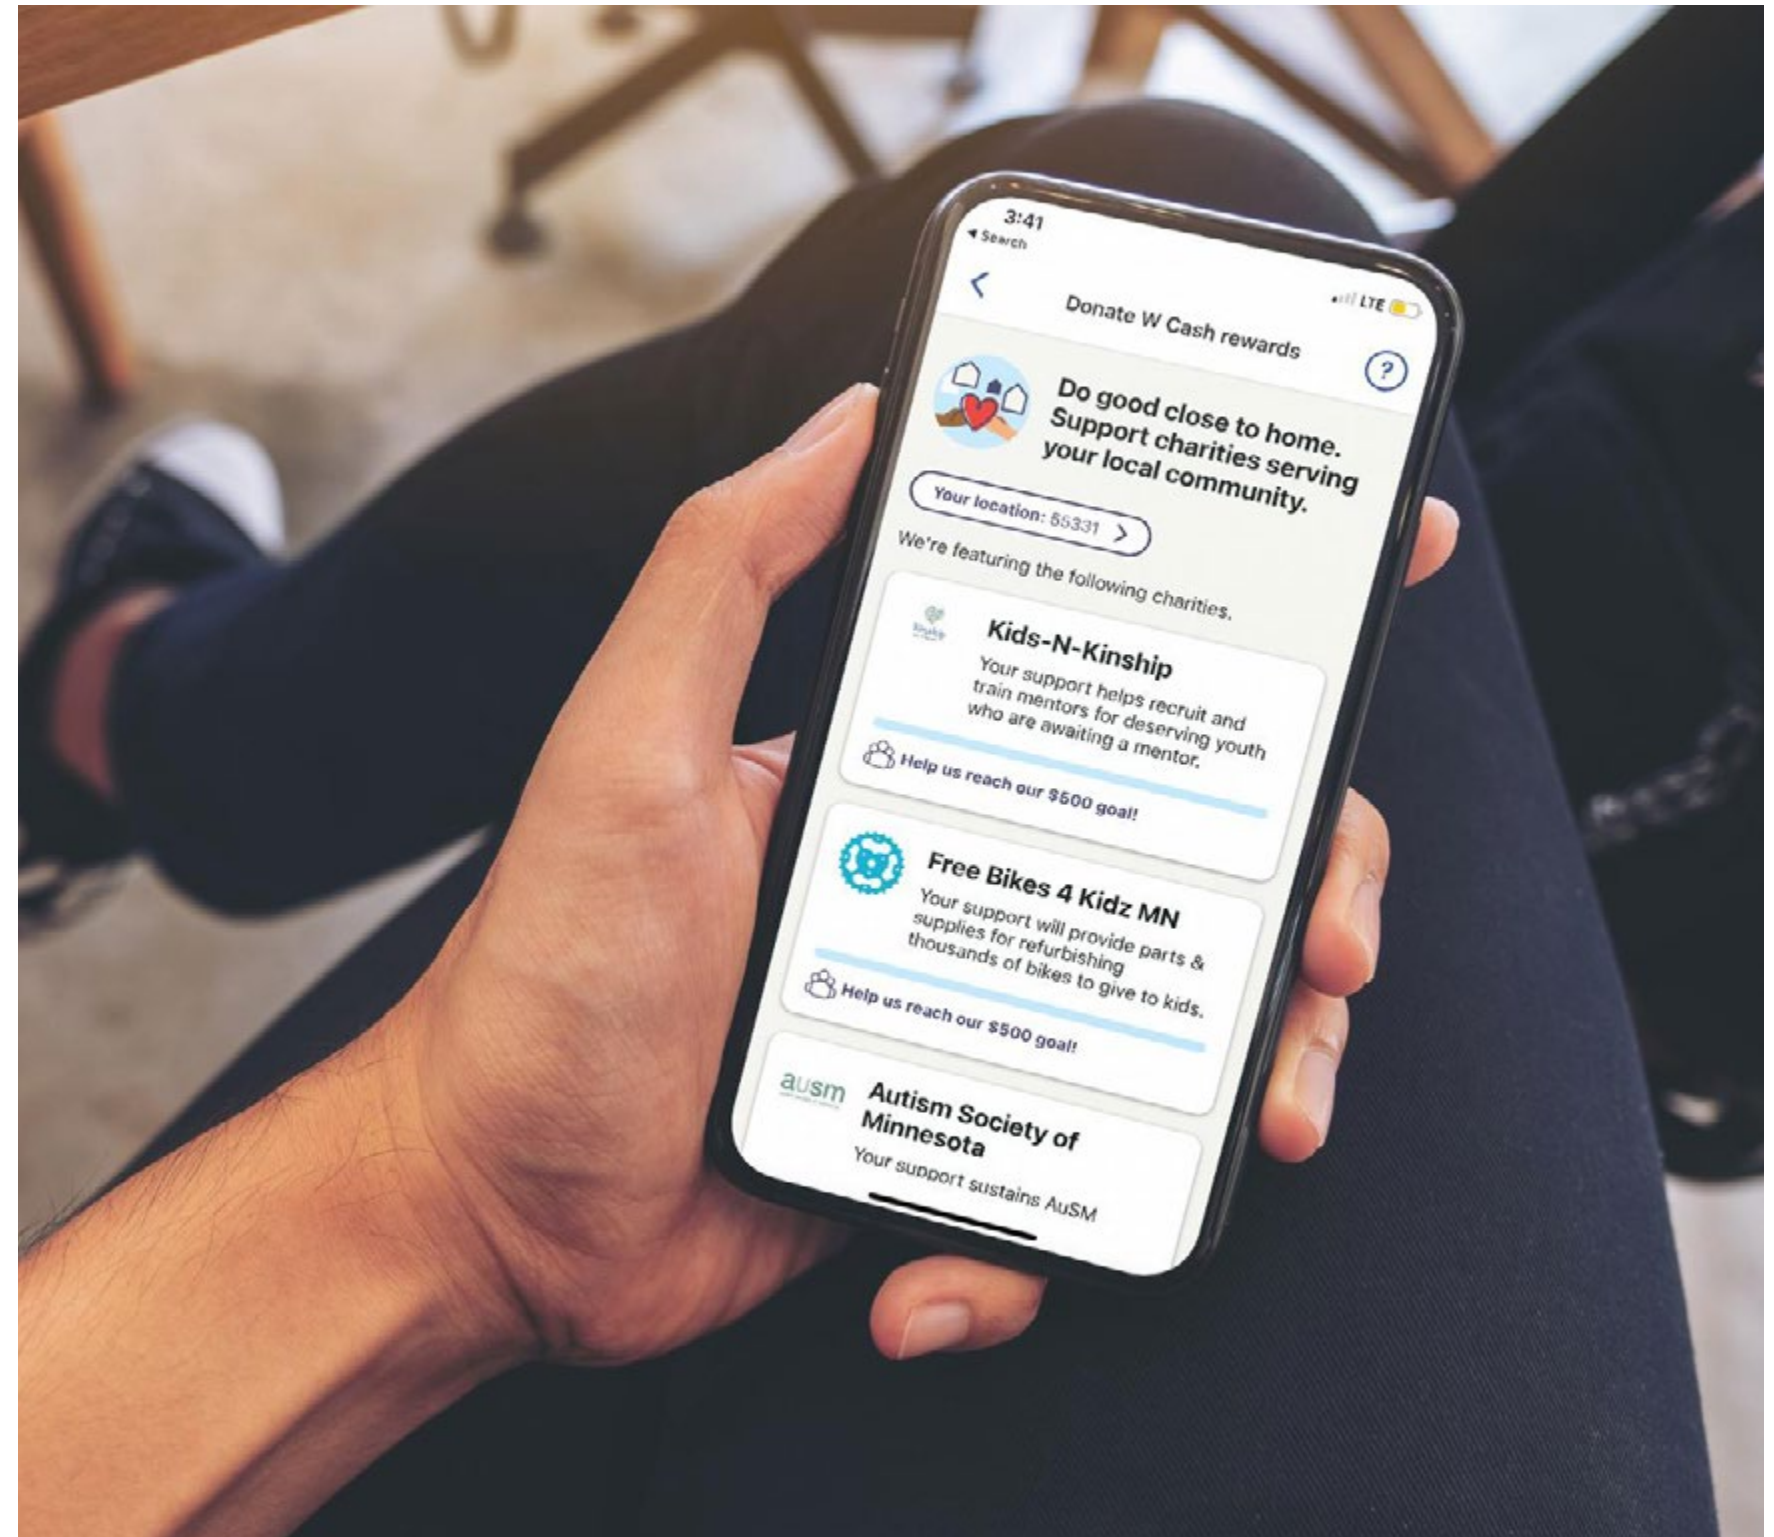 3:41
◀ Search
LTE
Donate W Cash rewards
?
Do good close to home.
Support charities serving
your local community.
Your location: 55331 >
We're featuring the following charities.
Kids-N-Kinship
Your support helps recruit and
train mentors for deserving youth
who are awaiting a mentor.
Help us reach our $500 goal!
Free Bikes 4 Kidz MN
Your support will provide parts &
supplies for refurbishing
thousands of bikes to give to kids.
Help us reach our $500 goal!
ausm
Autism Society of
Minnesota
Your support sustains AuSM